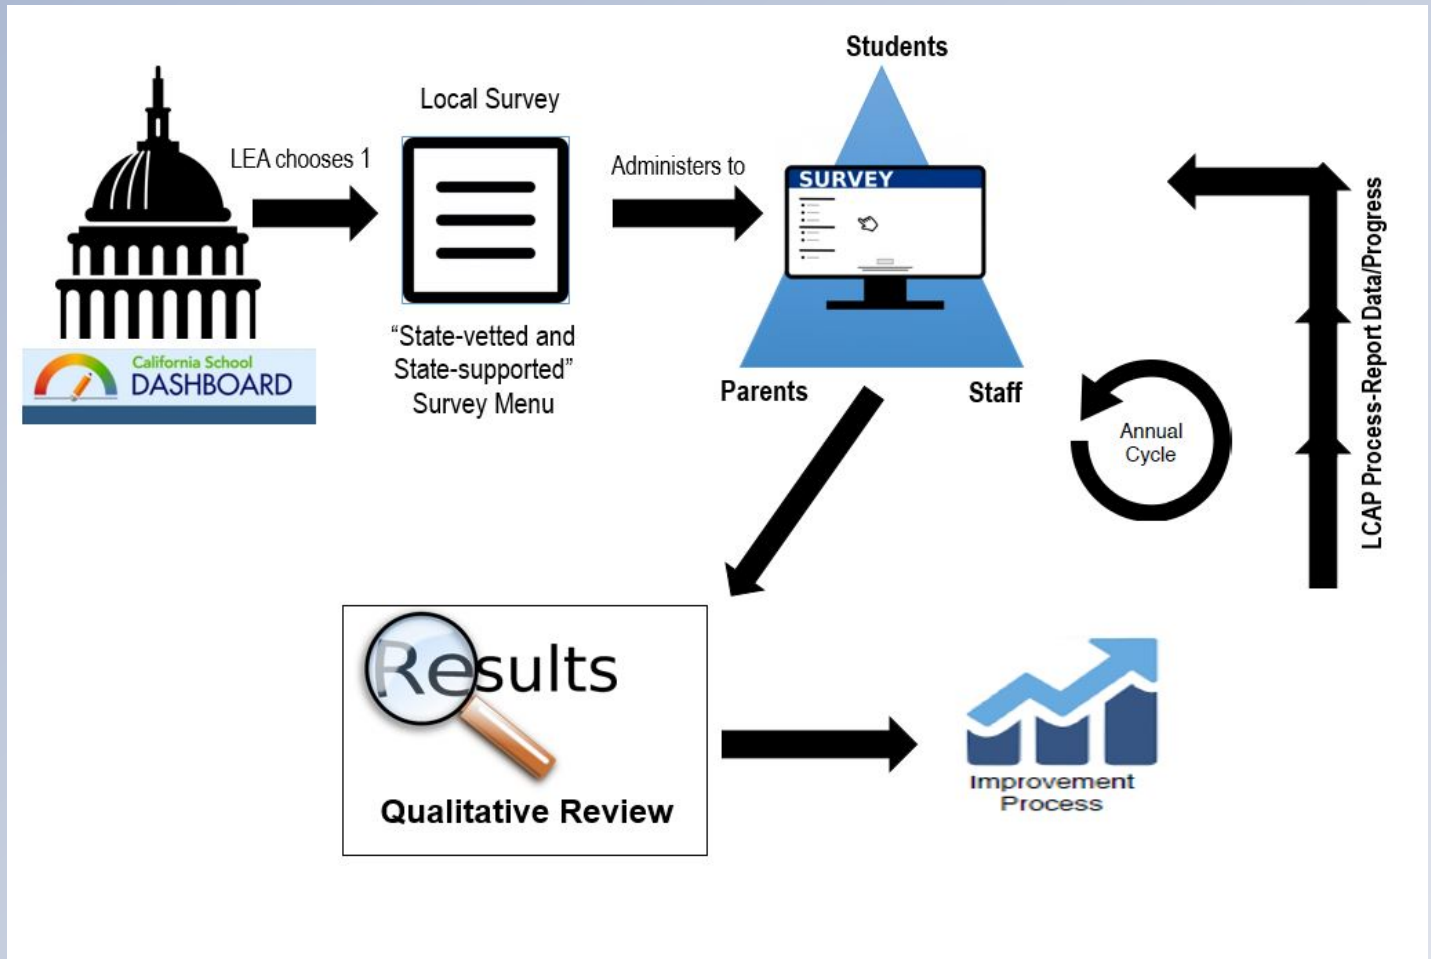 Students
Local Survey
LEA chooses 1
Administers to
SURVEY
“State-vetted and
State-supported”
Survey Menu
California School
DASHBOARD
Parents
Staff
Annual
Cycle
LCAP Process-Report Data/Progress
Results
Qualitative Review
Improvement
Process